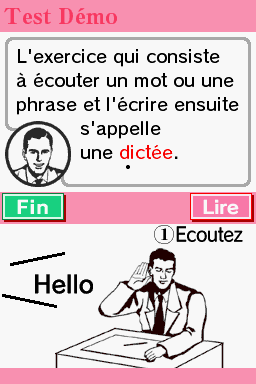 Test Démo
L'exercice qui consiste
à écouter un mot ou une
phrase et l'écrire ensuite
s'appelle
une dictée.
Fin
Lire
①Ecoutez
Hello